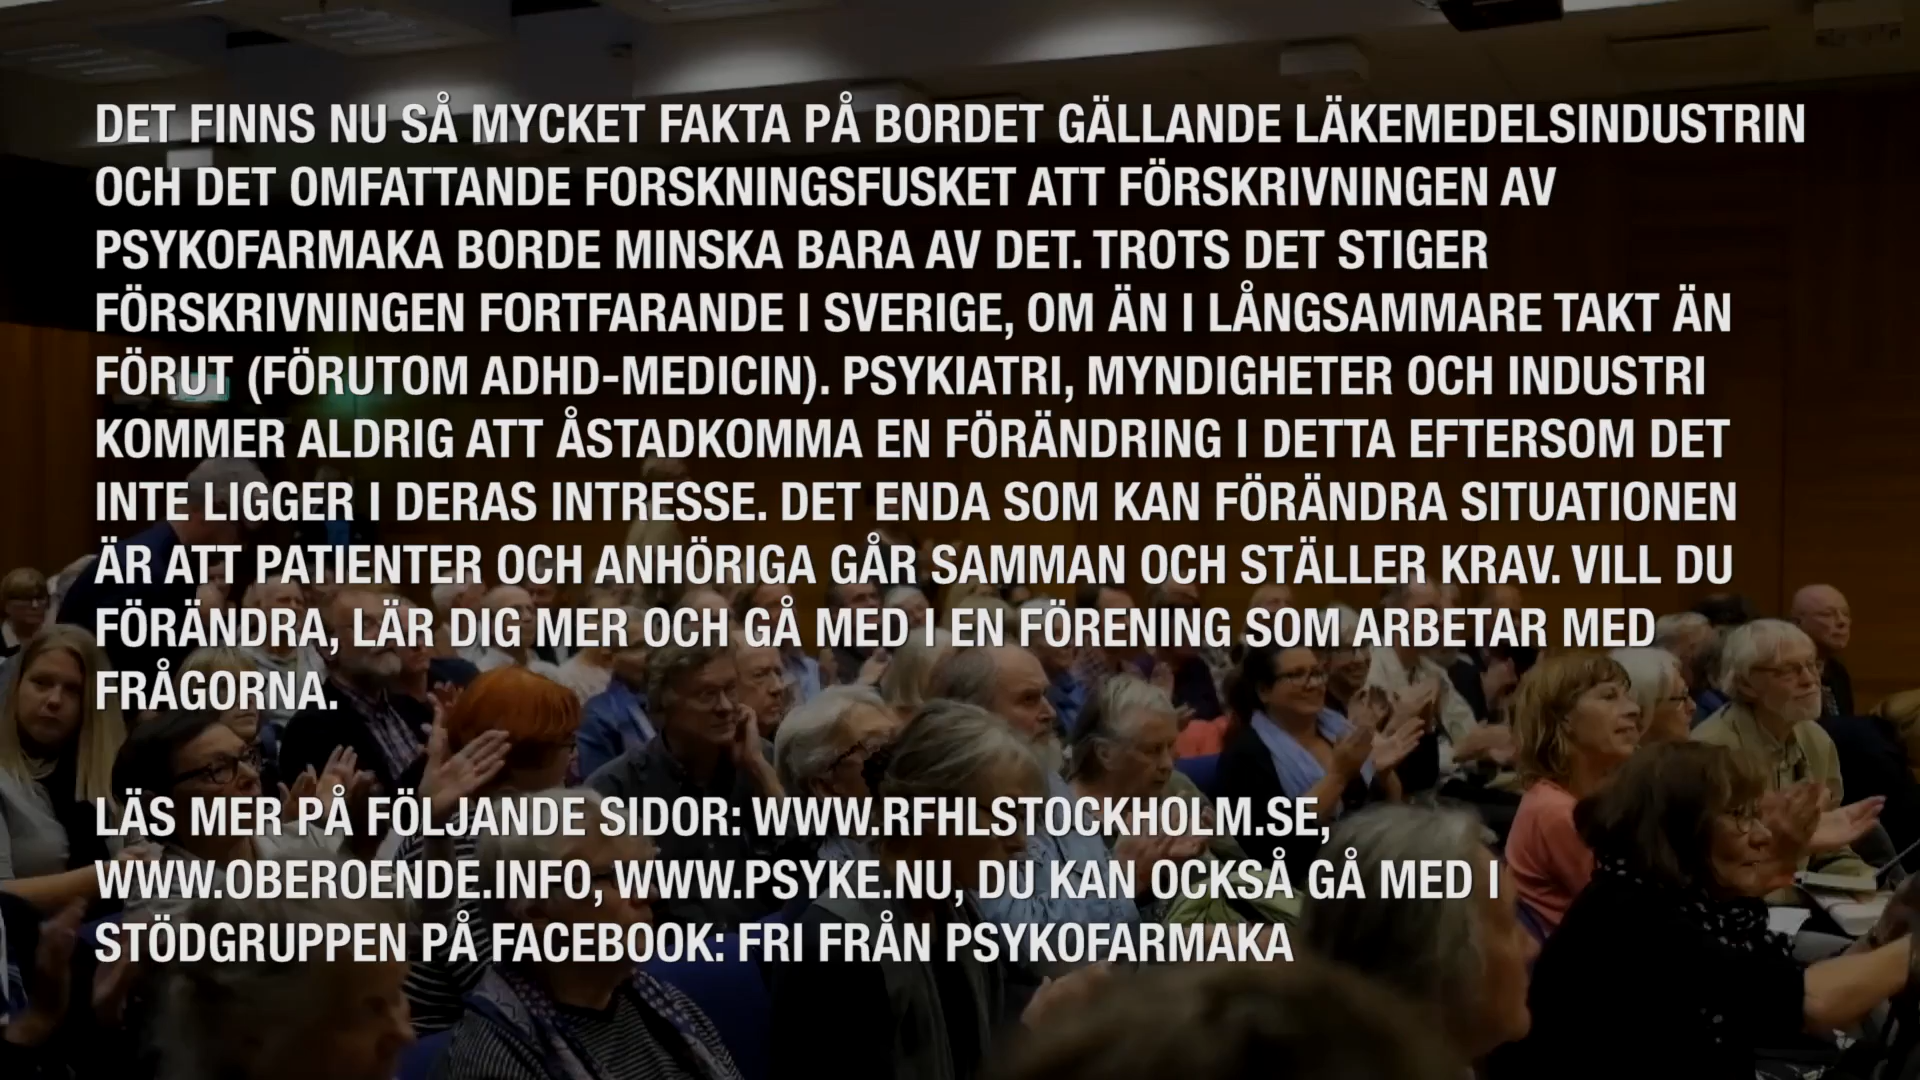 DET FINNS NU SÅ MYCKET FAKTA PÅ BORDET GÄLLANDE LÄKEMEDELSINDUSTRIN
OCH DET OMFATTANDE FORSKNINGSFUSKET ATT FÖRSKRIVNINGEN AV
PSYKOFARMAKA BORDE MINSKA BARA AV DET. TROTS DET STIGER
FÖRSKRIVNINGEN FORTFARANDE I SVERIGE, OM ÄN I LÅNGSAMMARE TAKT ÄN
FÖRUT (FÖRUTOM ADHD-MEDICIN). PSYKIATRI, MYNDIGHETER OCH INDUSTRI
KOMMER ALDRIG ATT ÅSTADKOMMA EN FÖRÄNDRING I DETTA EFTERSOM DET
INTE LIGGER I DERAS INTRESSE. DET ENDA SOM KAN FÖRÄNDRA SITUATIONEN
ÄR ATT PATIENTER OCH ANHÖRIGA GÅR SAMMAN OCH STÄLLER KRAV. VILL DU
FÖRÄNDRA, LÄR DIG MER OCH GÅ MED I EN FÖRENING SOM ARBETAR MED
FRÅGORNA.
LÄS MER PÅ FÖLJANDE SIDOR: WWW.RFHLSTOCKHOLM.SE,
WWW.OBEROENDE.INFO, WWW.PSYKE.NU, DU KAN OCKSÅ GÅ MED I
STÖDGRUPPEN PÅ FACEBOOK: FRI FRÅN PSYKOFARMAKA